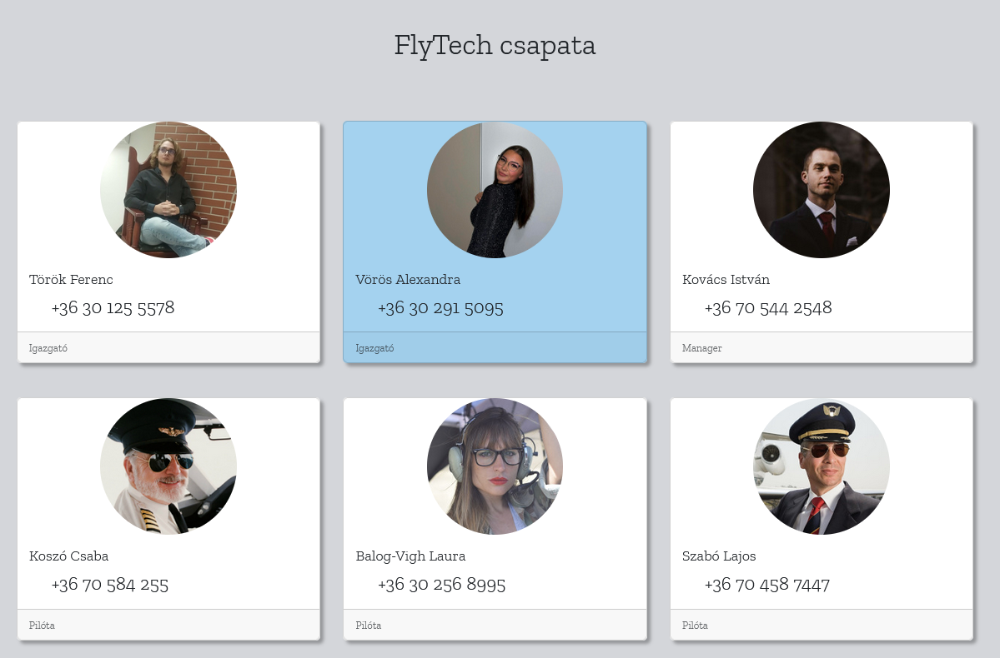 FlyTech csapata
Török Ferenc
+36 30 125 5578
Igazgató
Vörös Alexandra
+36 30 291 5095
Igazgató
Kovács István
+36 70 544 2548
Manager
Koszó Csaba
+36 70 584 255
Pilóta
Balog-Vigh Laura
+36 30 256 8995
Pilóta
Szabó Lajos
+36 70 458 7447
Pilóta